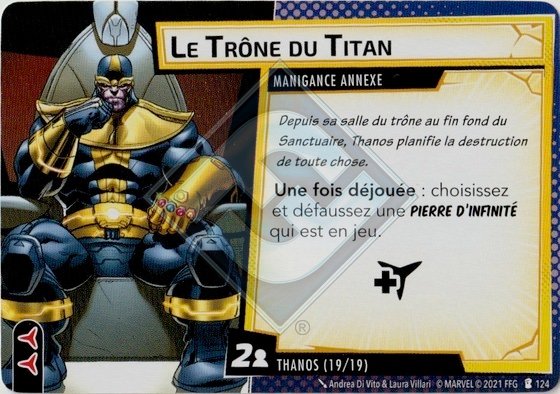 Le Trône du Titan
MANIGANCE ANNEXE
Depuis sa salle du trône au fin fond du
Sanctuaire, Thanos planifie la destruction
de toute chose.
Une fois déjouée : choisissez
et défaussez une PIERRE D'INFINITÉ
qui est en jeu.
2
THANOS (19/19)
Andrea Di Vito & Laura Villari © MARVEL © 2021 FFG 124
®